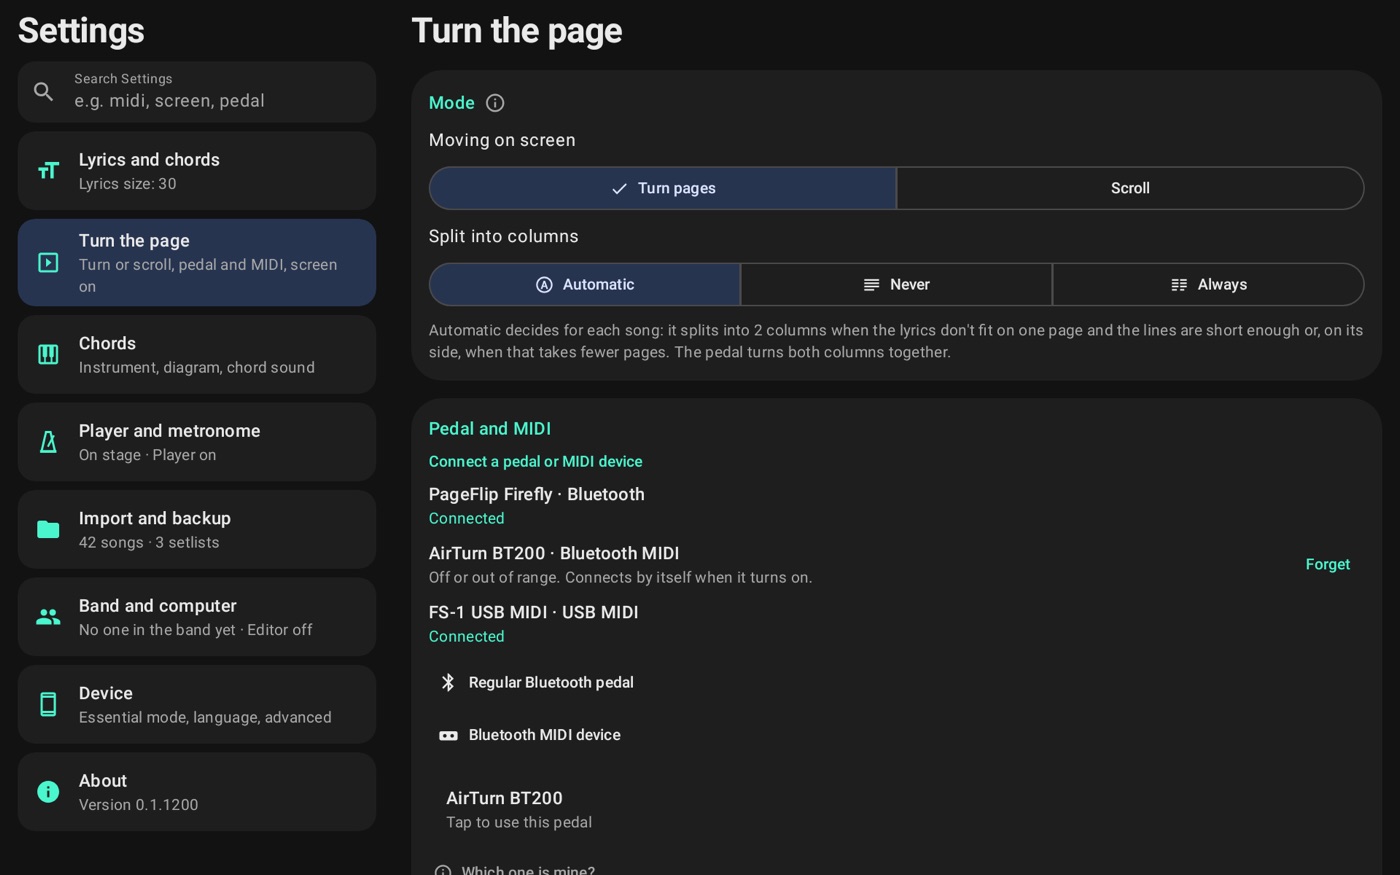 Settings
Search Settings
e.g. midi, screen, pedal
Lyrics and chords
Lyrics size: 30
Turn the page
Turn or scroll, pedal and MIDI, screen
on
Chords
Instrument, diagram, chord sound
Player and metronome
On stage · Player on
Import and backup
42 songs · 3 setlists
Band and computer
No one in the band yet · Editor off
Device
Essential mode, language, advanced
About
Version 0.1.1200
Turn the page
Mode
Moving on screen
Turn pages
Scroll
Split into columns
Automatic
Never
Always
Automatic decides for each song: it splits into 2 columns when the lyrics don't fit on one page and the lines are short enough or, on its
side, when that takes fewer pages. The pedal turns both columns together.
Pedal and MIDI
Connect a pedal or MIDI device
PageFlip Firefly · Bluetooth
Connected
AirTurn BT200 · Bluetooth MIDI
Off or out of range. Connects by itself when it turns on.
Forget
FS-1 USB MIDI · USB MIDI
Connected
Regular Bluetooth pedal
Bluetooth MIDI device
AirTurn BT200
Tap to use this pedal
Which one is mine?